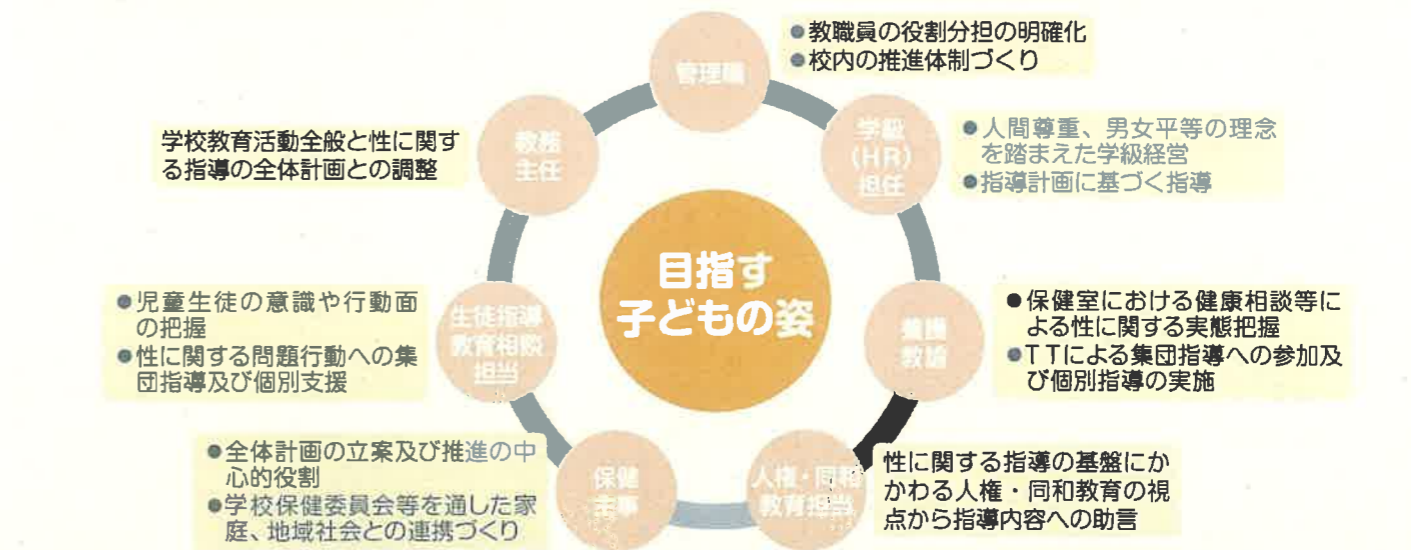 管理職
●教職員の役割分担の明確化
●校内の推進体制づくり
学級
(HR)
担任
●人間尊重、男女平等の理念
を踏まえた学級経営
●指導計画に基づく指導
養護
教諭
●保健室における健康相談等に
よる性に関する実態把握
●TTによる集団指導への参加及
び個別指導の実施
人権・同和
教育担当
性に関する指導の基盤にか
かわる人権・同和教育の視
点から指導内容への助言
保健
主事
●全体計画の立案及び推進の中
心的役割
●学校保健委員会等を通した家
庭、地域社会との連携づくり
生徒指導
教育相談
担当
●児童生徒の意識や行動面
の把握
●性に関する問題行動への集
団指導及び個別支援
教務
主任
学校教育活動全般と性に関す
る指導の全体計画との調整
目指す
子どもの姿